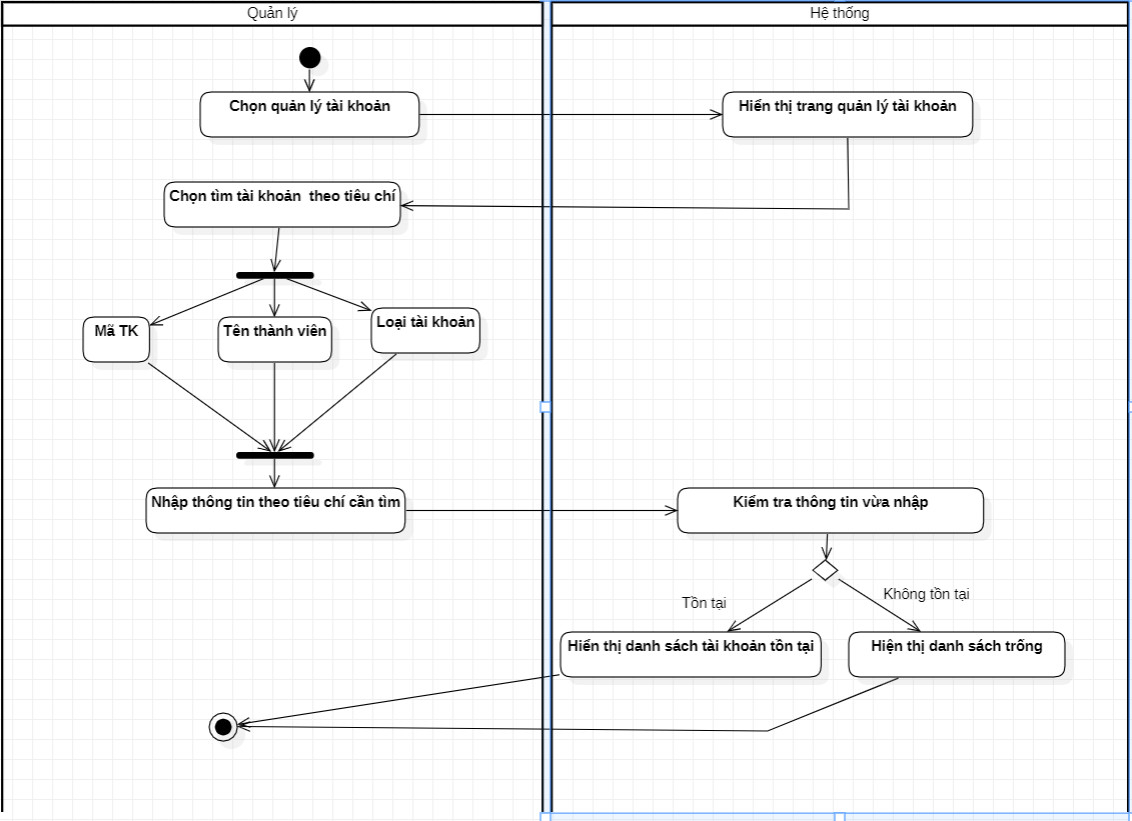 Quản lý
Hệ thống
Chọn quản lý tài khoản
Hiển thị trang quản lý tài khoản
Chọn tìm tài khoản  theo tiêu chí
Mã TK
Tên thành viên
Loại tài khoản
Nhập thông tin theo tiêu chí cần tìm
Kiểm tra thông tin vừa nhập
Tồn tại
Không tồn tại
Hiển thị danh sách tài khoản tồn tại
Hiện thị danh sách trống